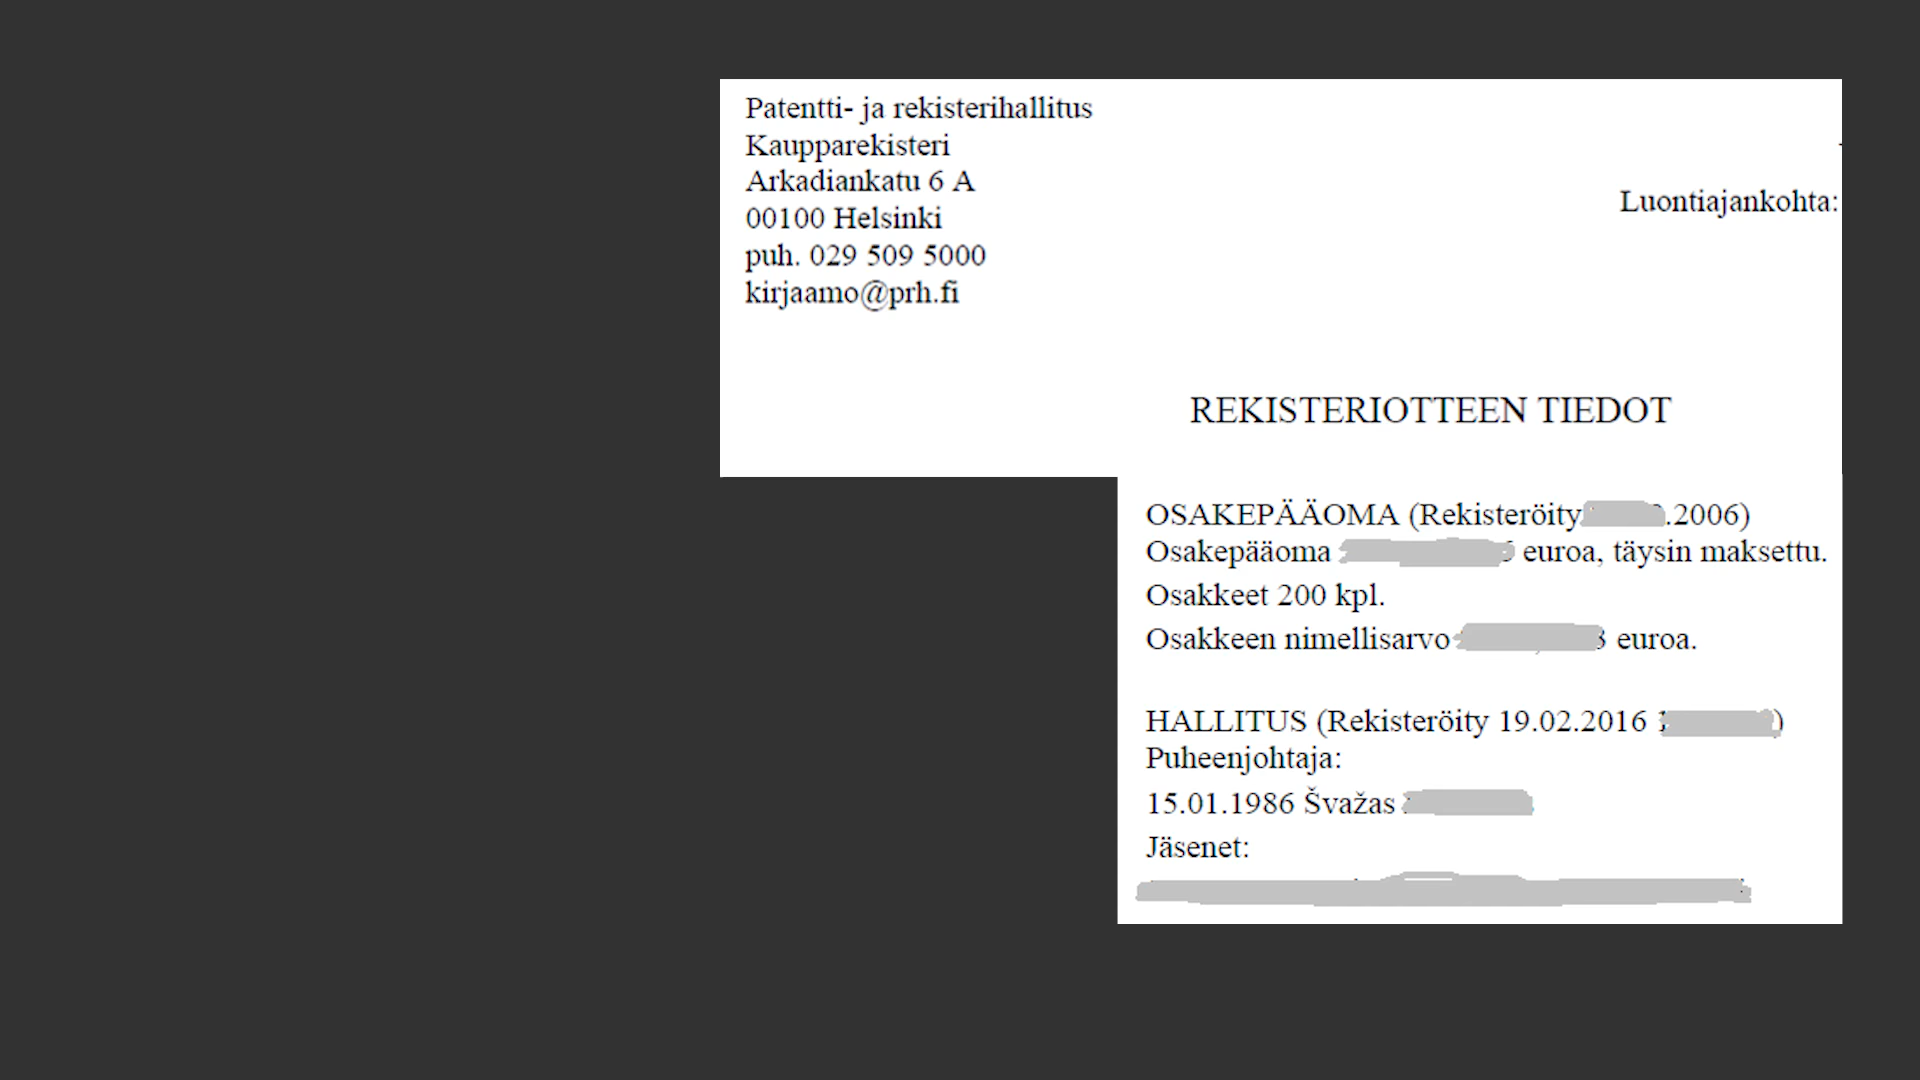 Patentti- ja rekisterihallitus
Kaupparekisteri
Arkadiankatu 6 A
00100 Helsinki
puh. 029 509 5000
kirjaamo@prh.fi
Luontiajankohta:
REKISTERIOTTEEN TIEDOT
OSAKEPÄÄOMA (Rekisteröity .2006)
Osakepääoma euroa, täysin maksettu.
Osakkeet 200 kpl.
Osakkeen nimellisarvo euroa.
HALLITUS (Rekisteröity 19.02.2016 )
Puheenjohtaja:
15.01.1986 Švažas
Jäsenet: